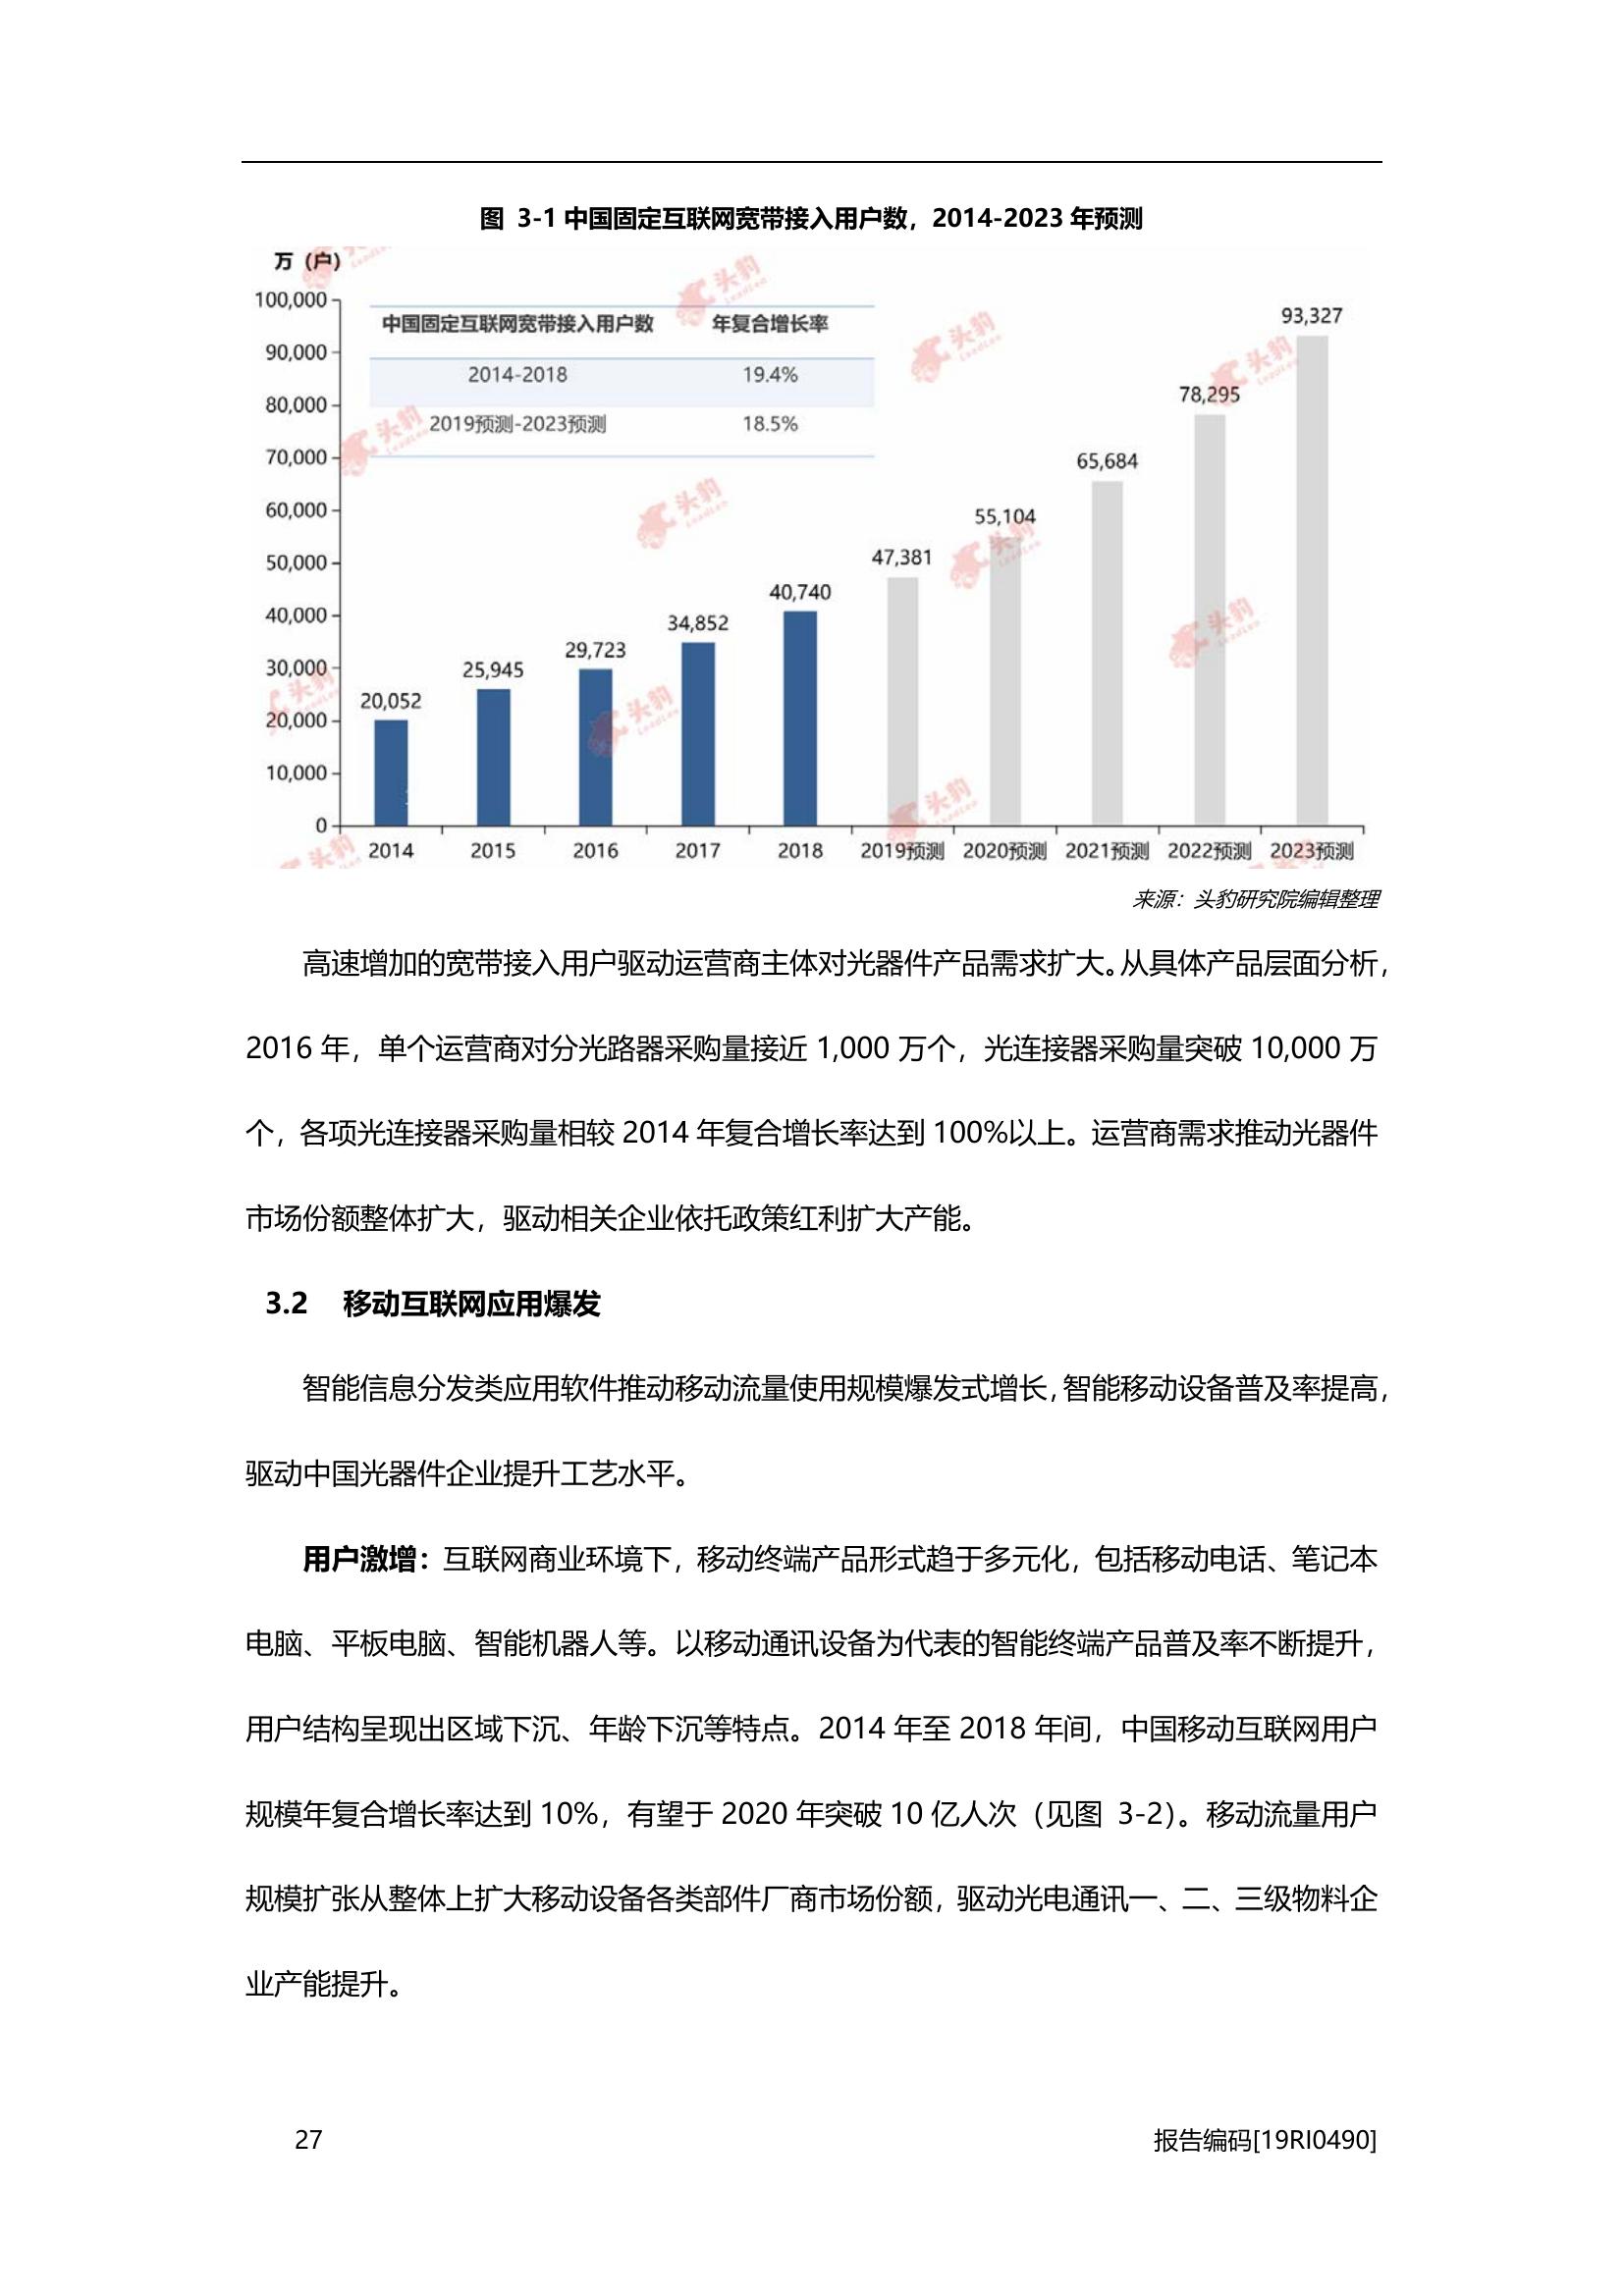 图 3-1 中国固定互联网宽带接入用户数，2014-2023 年预测
万（户）
100,000
90,000
80,000
70,000
60,000
50,000
40,000
30,000
20,000
10,000
0
中国固定互联网宽带接入用户数 年复合增长率
2014-2018 19.4%
2019预测-2023预测 18.5%
20,052
25,945
29,723
34,852
40,740
47,381
55,104
65,684
78,295
93,327
2014 2015 2016 2017 2018 2019预测 2020预测 2021预测 2022预测 2023预测
头豹
LeadLeo
来源：头豹研究院编辑整理
高速增加的宽带接入用户驱动运营商主体对光器件产品需求扩大。从具体产品层面分析，
2016 年，单个运营商对分光路器采购量接近 1,000 万个，光连接器采购量突破 10,000 万
个，各项光连接器采购量相较 2014 年复合增长率达到 100%以上。运营商需求推动光器件
市场份额整体扩大，驱动相关企业依托政策红利扩大产能。
3.2 移动互联网应用爆发
智能信息分发类应用软件推动移动流量使用规模爆发式增长，智能移动设备普及率提高，
驱动中国光器件企业提升工艺水平。
用户激增：互联网商业环境下，移动终端产品形式趋于多元化，包括移动电话、笔记本
电脑、平板电脑、智能机器人等。以移动通讯设备为代表的智能终端产品普及率不断提升，
用户结构呈现出区域下沉、年龄下沉等特点。2014 年至 2018 年间，中国移动互联网用户
规模年复合增长率达到 10%，有望于 2020 年突破 10 亿人次（见图 3-2）。移动流量用户
规模扩张从整体上扩大移动设备各类部件厂商市场份额，驱动光电通讯一、二、三级物料企
业产能提升。
27 报告编码[19RI0490]